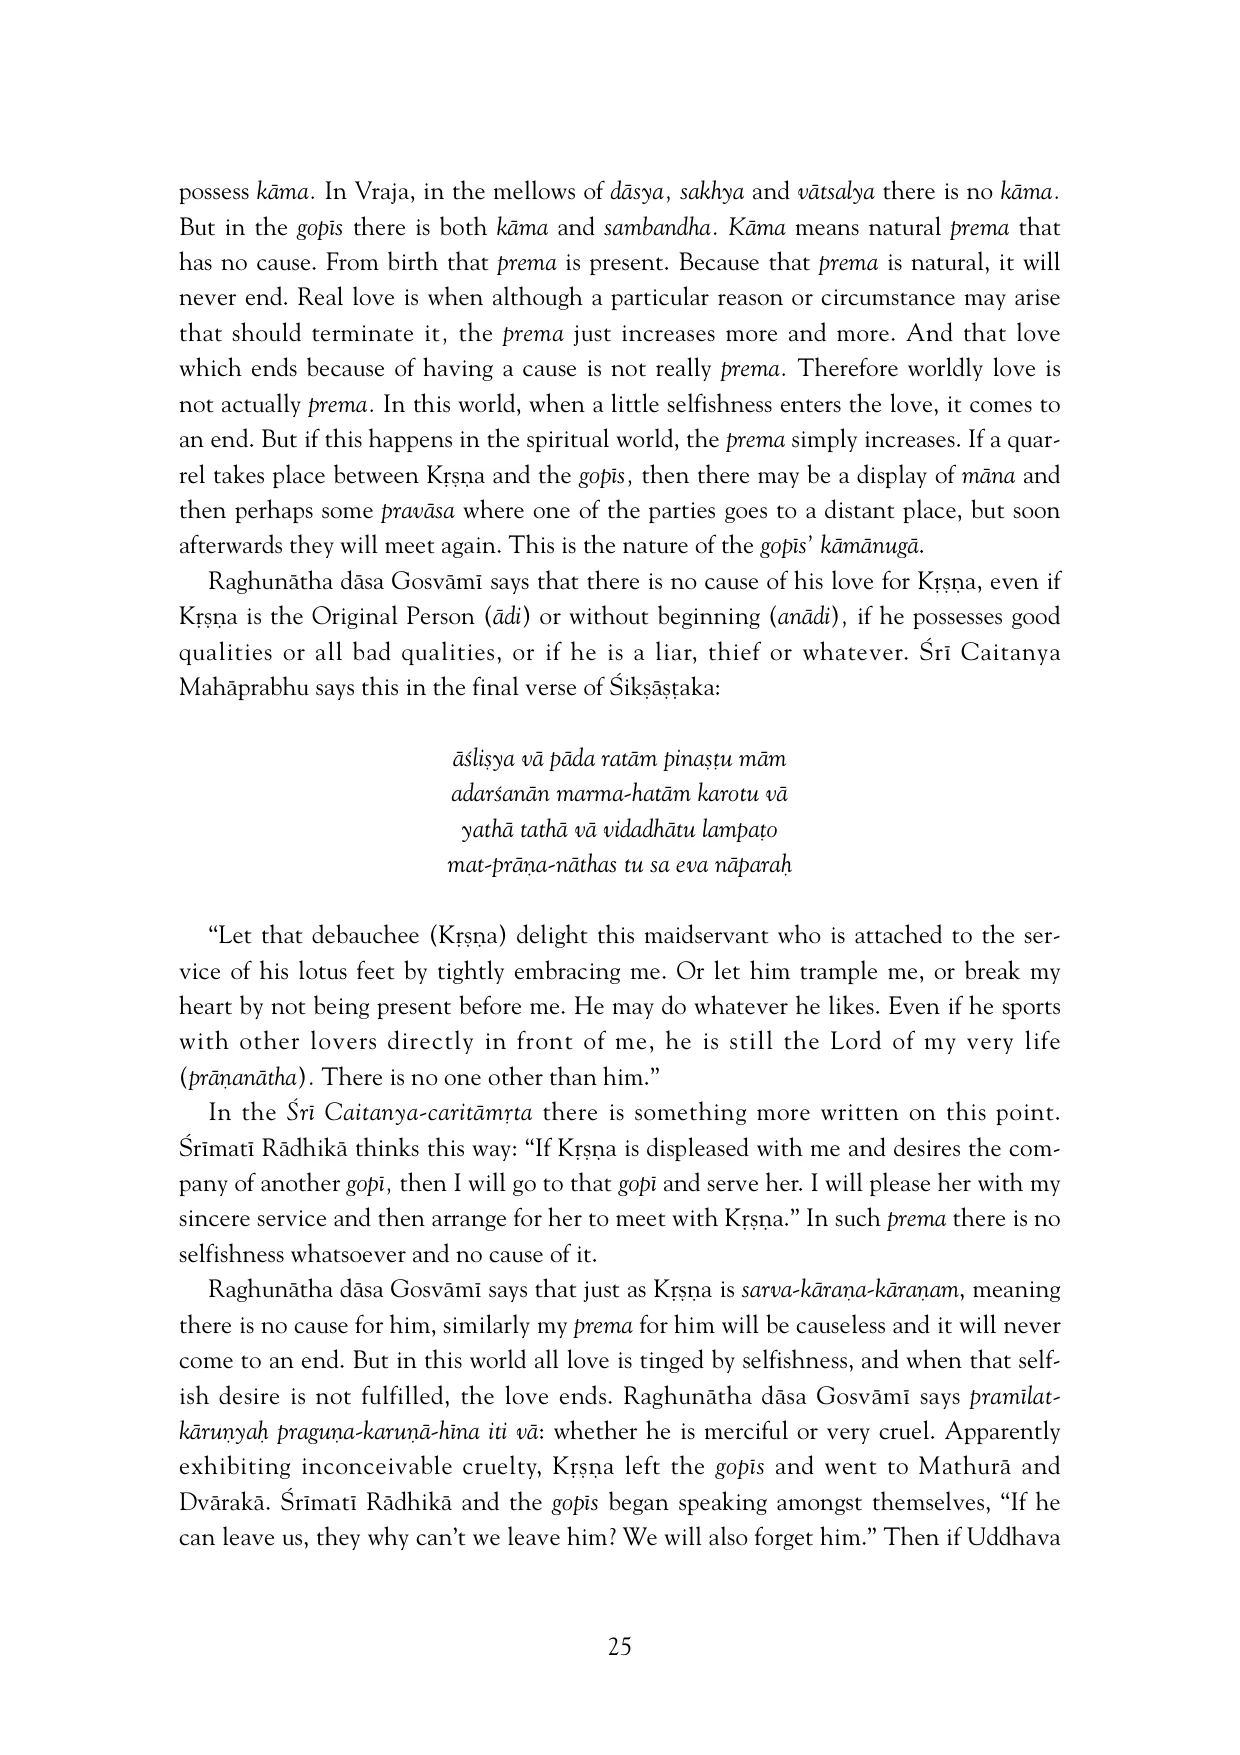 possess kāma. In Vraja, in the mellows of dāsya, sakhya and vātsalya there is no kāma.
But in the gopīs there is both kāma and sambandha. Kāma means natural prema that
has no cause. From birth that prema is present. Because that prema is natural, it will
never end. Real love is when although a particular reason or circumstance may arise
that should terminate it, the prema just increases more and more. And that love
which ends because of having a cause is not really prema. Therefore worldly love is
not actually prema. In this world, when a little selfishness enters the love, it comes to
an end. But if this happens in the spiritual world, the prema simply increases. If a quar-
rel takes place between Kṛṣṇa and the gopīs, then there may be a display of māna and
then perhaps some pravāsa where one of the parties goes to a distant place, but soon
afterwards they will meet again. This is the nature of the gopīs’ kāmānugā.
Raghunātha dāsa Gosvāmī says that there is no cause of his love for Kṛṣṇa, even if
Kṛṣṇa is the Original Person (ādi) or without beginning (anādi), if he possesses good
qualities or all bad qualities, or if he is a liar, thief or whatever. Śrī Caitanya
Mahāprabhu says this in the final verse of Śikṣāṣṭaka:
āśliṣya vā pāda ratām pinaṣṭu mām
adarśanān marma-hatām karotu vā
yathā tathā vā vidadhātu lampaṭo
mat-prāṇa-nāthas tu sa eva nāparaḥ
“Let that debauchee (Kṛṣṇa) delight this maidservant who is attached to the ser-
vice of his lotus feet by tightly embracing me. Or let him trample me, or break my
heart by not being present before me. He may do whatever he likes. Even if he sports
with other lovers directly in front of me, he is still the Lord of my very life
(prāṇanātha). There is no one other than him.”
In the Śrī Caitanya-caritāmṛta there is something more written on this point.
Śrīmatī Rādhikā thinks this way: “If Kṛṣṇa is displeased with me and desires the com-
pany of another gopī, then I will go to that gopī and serve her. I will please her with my
sincere service and then arrange for her to meet with Kṛṣṇa.” In such prema there is no
selfishness whatsoever and no cause of it.
Raghunātha dāsa Gosvāmī says that just as Kṛṣṇa is sarva-kāraṇa-kāraṇam, meaning
there is no cause for him, similarly my prema for him will be causeless and it will never
come to an end. But in this world all love is tinged by selfishness, and when that self-
ish desire is not fulfilled, the love ends. Raghunātha dāsa Gosvāmī says pramīlat-
kāruṇyaḥ praguṇa-karuṇā-hīna iti vā: whether he is merciful or very cruel. Apparently
exhibiting inconceivable cruelty, Kṛṣṇa left the gopīs and went to Mathurā and
Dvārakā. Śrīmatī Rādhikā and the gopīs began speaking amongst themselves, “If he
can leave us, they why can’t we leave him? We will also forget him.” Then if Uddhava
25